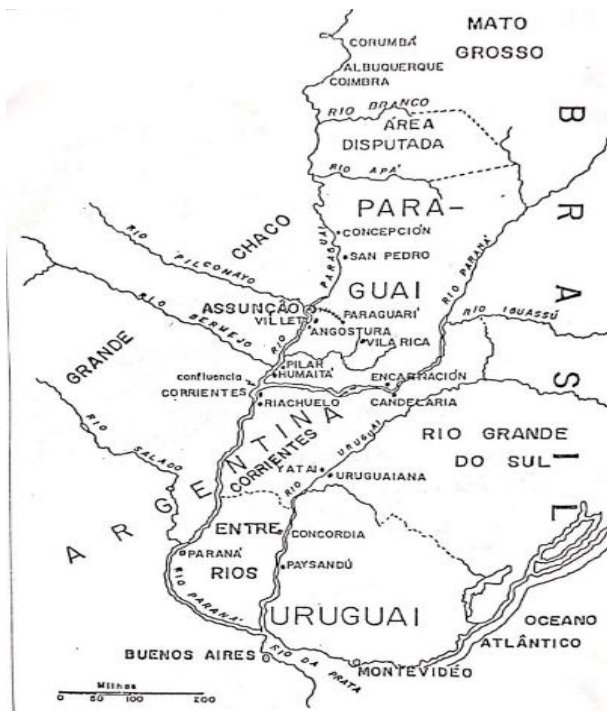 MATO
GROSSO
CORUMBÁ
ALBUQUERQUE
COIMBRA
RIO BRANCO
ÁREA
DISPUTADA
RIO APA'
BRASIL
PARA-
GUAI
CHACO
GRANDE
RIO PILCOMAYO
RIO PARAGUAI
CONCEPCIÓN
SAN PEDRO
RIO PARANÁ
ASSUNÇÃO
VILLETA
PARAGUARI'
ANGOSTURA
VILA RICA
RIO IGUASSÚ
RIO BERMEJO
PILAR
HUMAITÁ
confluencia
CORRIENTES
RIACHUELO
ENCARNACIÓN
CANDELARIA
ARGENTINA
CORRIENTES
RIO SALADO
RIO URUGUAI
RIO GRANDE
DO SUL
YATAI
URUGUAIANA
ENTRE
RIOS
CONCORDIA
PARANÁ
PAYSANDÚ
RIO PARANA'
URUGUAI
OCEANO
ATLÂNTICO
BUENOS AIRES
RIO DA PRATA
MONTEVIDÉO
Milhas
0 50 100 200